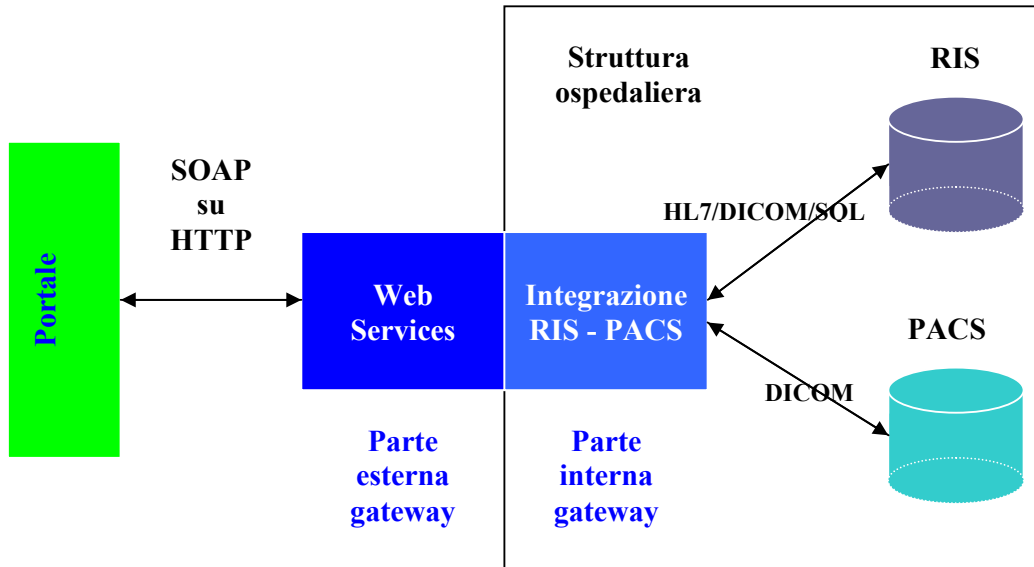 Struttura
ospedaliera
RIS
SOAP
su
HTTP
HL7/DICOM/SQL
Portale
Web
Services
Integrazione
RIS - PACS
PACS
DICOM
Parte
esterna
gateway
Parte
interna
gateway